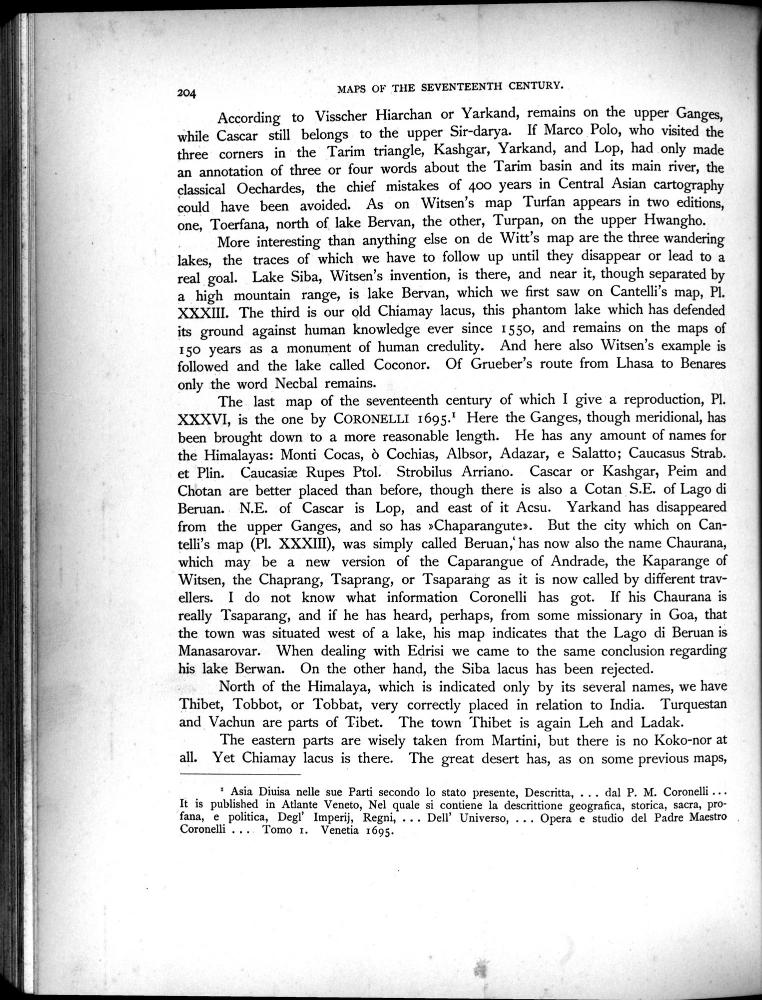 204
MAPS OF THE SEVENTEENTH CENTURY.
According to Visscher Hiarchan or Yarkand, remains on the upper Ganges,
while Cascar still belongs to the upper Sir-darya. If Marco Polo, who visited the
three corners in the Tarim triangle, Kashgar, Yarkand, and Lop, had only made
an annotation of three or four words about the Tarim basin and its main river, the
classical Oechardes, the chief mistakes of 400 years in Central Asian cartography
could have been avoided. As on Witsen's map Turfan appears in two editions,
one, Toerfana, north of lake Bervan, the other, Turpan, on the upper Hwangho.
More interesting than anything else on de Witt's map are the three wandering
lakes, the traces of which we have to follow up until they disappear or lead to a
real goal. Lake Siba, Witsen's invention, is there, and near it, though separated by
a high mountain range, is lake Bervan, which we first saw on Cantelli's map, Pl.
XXXIII. The third is our old Chiamay lacus, this phantom lake which has defended
its ground against human knowledge ever since 1550, and remains on the maps of
150 years as a monument of human credulity. And here also Witsen's example is
followed and the lake called Coconor. Of Grueber's route from Lhasa to Benares
only the word Necbal remains.
The last map of the seventeenth century of which I give a reproduction, Pl.
XXXVI, is the one by CORONELLI 1695.¹ Here the Ganges, though meridional, has
been brought down to a more reasonable length. He has any amount of names for
the Himalayas: Monti Cocas, ò Cochias, Albsor, Adazar, e Salatto; Caucasus Strab.
et Plin. Caucasiæ Rupes Ptol. Strobilus Arriano. Cascar or Kashgar, Peim and
Chotan are better placed than before, though there is also a Cotan S.E. of Lago di
Beruan. N.E. of Cascar is Lop, and east of it Acsu. Yarkand has disappeared
from the upper Ganges, and so has »Chaparangute». But the city which on Can-
telli's map (Pl. XXXIII), was simply called Beruan, has now also the name Chaurana,
which may be a new version of the Caparangue of Andrade, the Kaparange of
Witsen, the Chaprang, Tsaprang, or Tsaparang as it is now called by different trav-
ellers. I do not know what information Coronelli has got. If his Chaurana is
really Tsaparang, and if he has heard, perhaps, from some missionary in Goa, that
the town was situated west of a lake, his map indicates that the Lago di Beruan is
Manasarovar. When dealing with Edrisi we came to the same conclusion regarding
his lake Berwan. On the other hand, the Siba lacus has been rejected.
North of the Himalaya, which is indicated only by its several names, we have
Thibet, Tobbot, or Tobbat, very correctly placed in relation to India. Turquestan
and Vachun are parts of Tibet. The town Thibet is again Leh and Ladak.
The eastern parts are wisely taken from Martini, but there is no Koko-nor at
all. Yet Chiamay lacus is there. The great desert has, as on some previous maps,
¹ Asia Diuisa nelle sue Parti secondo lo stato presente, Descritta, ... dal P. M. Coronelli ...
It is published in Atlante Veneto, Nel quale si contiene la descrittione geografica, storica, sacra, pro-
fana, e politica, Degl' Imperij, Regni, ... Dell' Universo, ... Opera e studio del Padre Maestro
Coronelli ... Tomo 1. Venetia 1695.